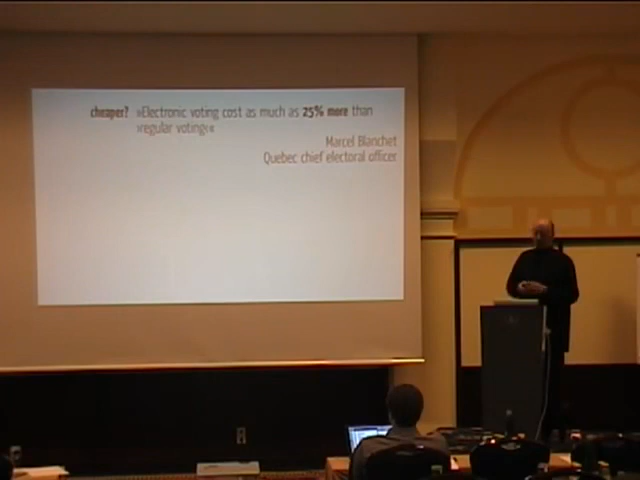 cheaper? »Electronic voting cost as much as 25% more than
›regular voting‹«
Marcel Blanchet
Quebec chief electoral officer